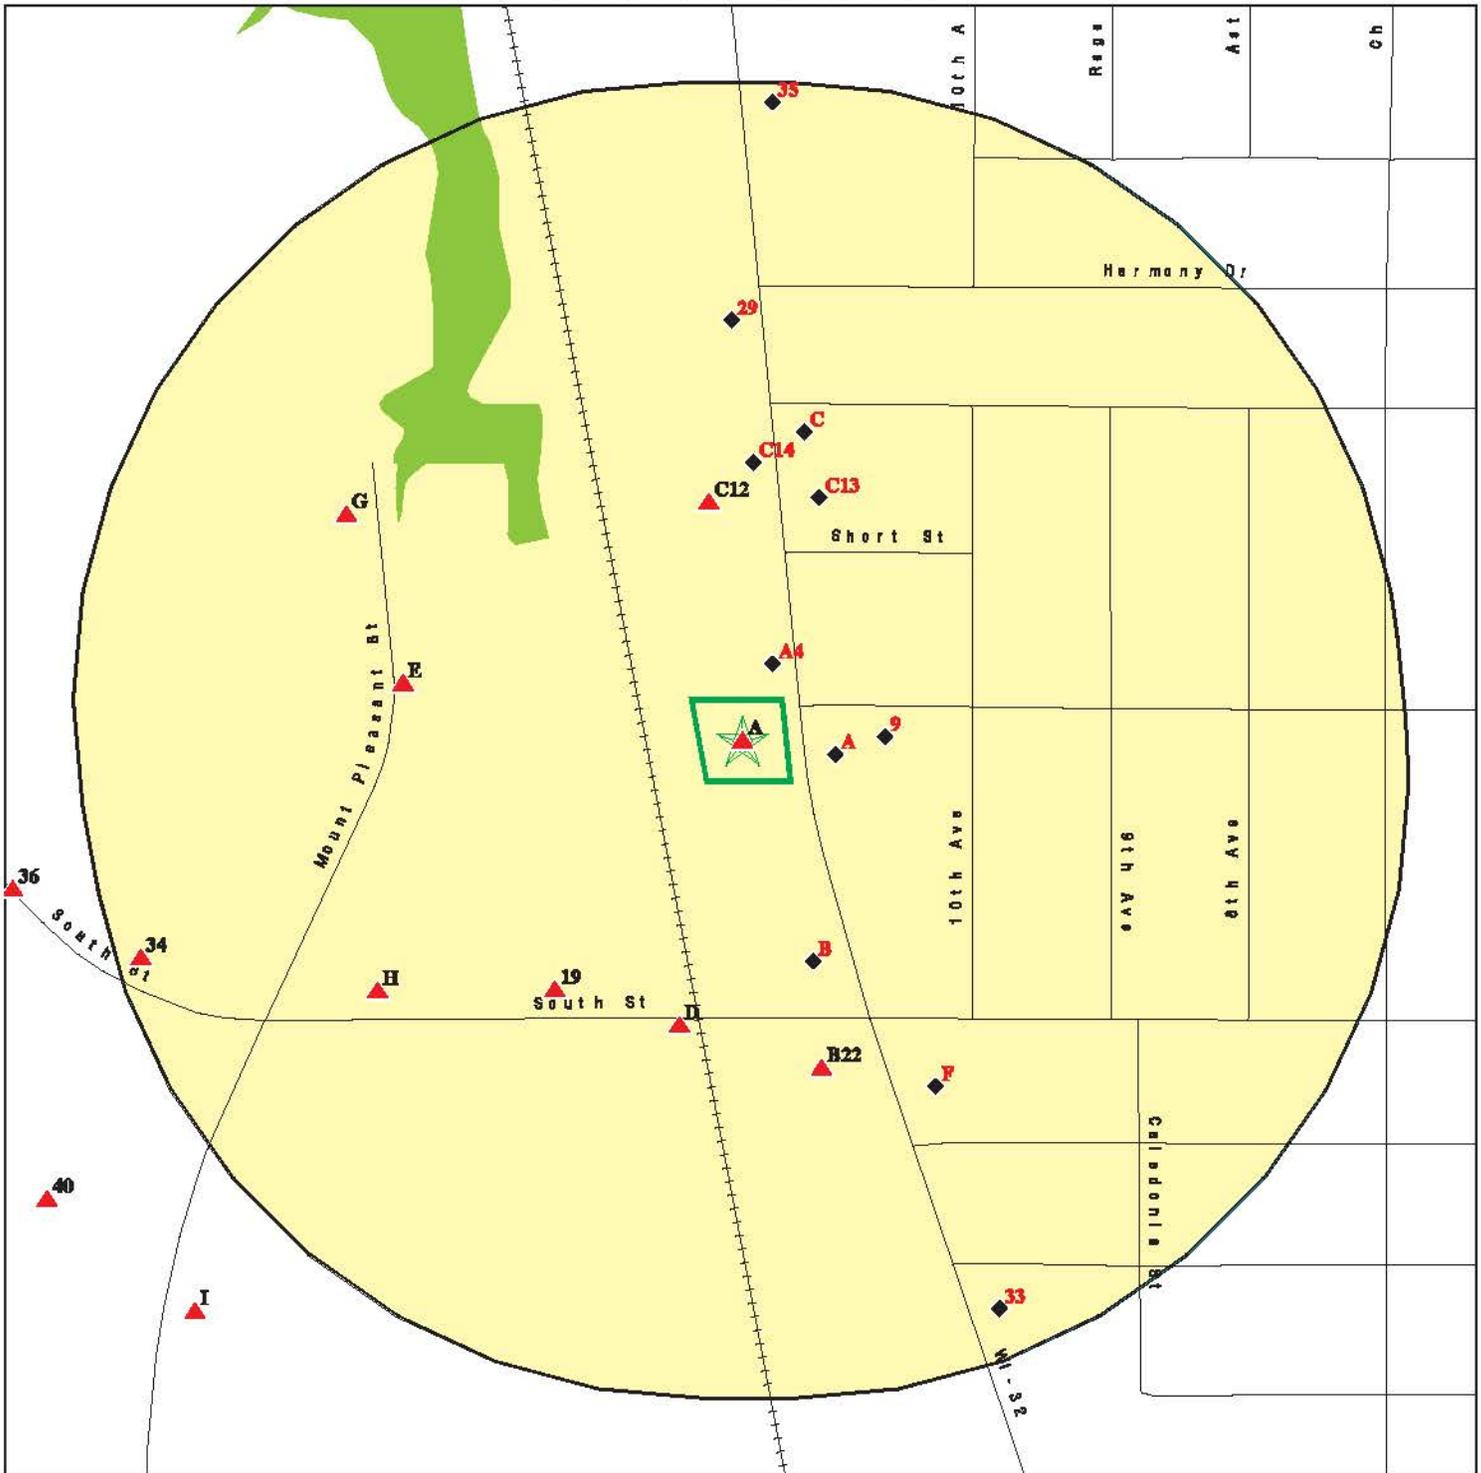 10th A
Rage
Ast
Ch
35
Harmony Dr
29
C
C14
C12
C13
G
Short St
A4
E
Mount Pleasant St
A
A
9
10th Ave
9th Ave
8th Ave
36
South St
34
B
H
19
South St
D
B22
F
Caledonia St
40
I
33
WI-32